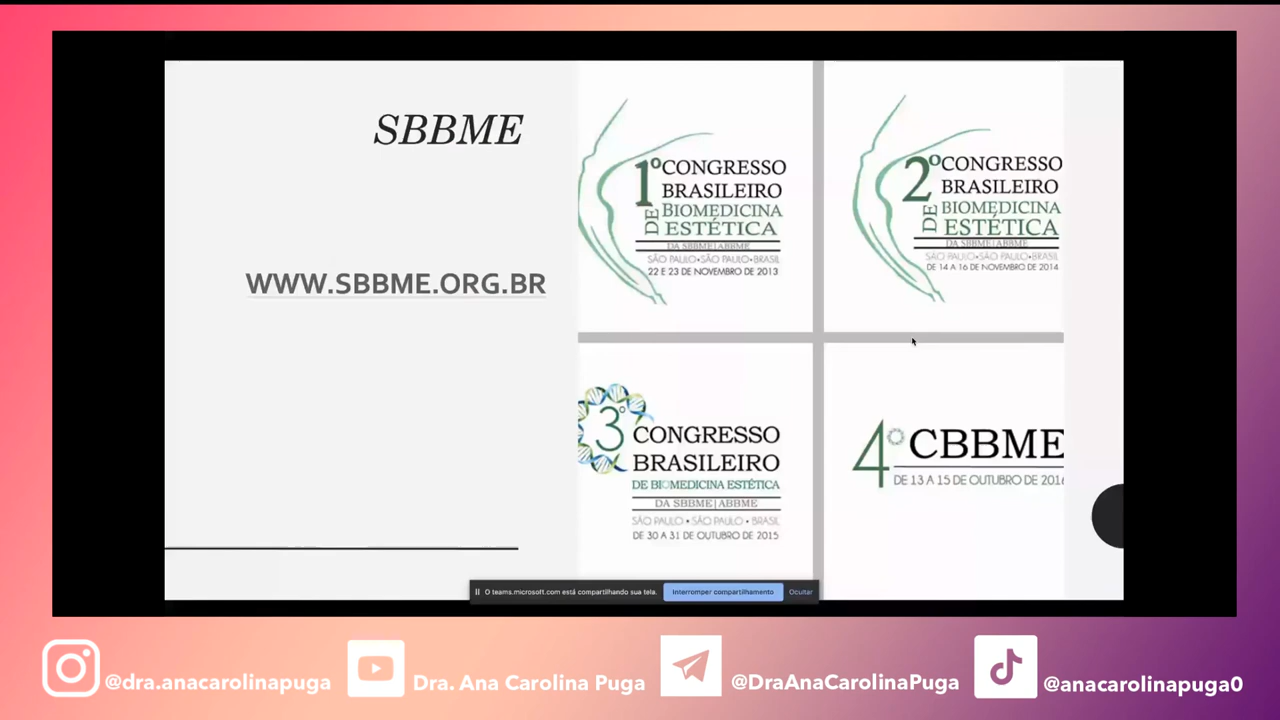 SBBME
WWW.SBBME.ORG.BR
1º CONGRESSO
BRASILEIRO
DE BIOMEDICINA
ESTÉTICA
DA SBBME|ABBME
SÃO PAULO•SÃO PAULO•BRASIL
22 E 23 DE NOVEMBRO DE 2013
2º CONGRESSO
BRASILEIRO
DE BIOMEDICINA
ESTÉTICA
DA SBBME|ABBME
SÃO PAULO•SÃO PAULO•BRASIL
DE 14 A 16 DE NOVEMBRO DE 2014
3º CONGRESSO
BRASILEIRO
DE BIOMEDICINA ESTÉTICA
DA SBBME|ABBME
SÃO PAULO • SÃO PAULO • BRASIL
DE 30 A 31 DE OUTUBRO DE 2015
4º CBBME
DE 13 A 15 DE OUTUBRO DE 2016
O teams.microsoft.com está compartilhando sua tela.
Interromper compartilhamento
Ocultar
@dra.anacarolinapuga
Dra. Ana Carolina Puga
@DraAnaCarolinaPuga
@anacarolinapuga0